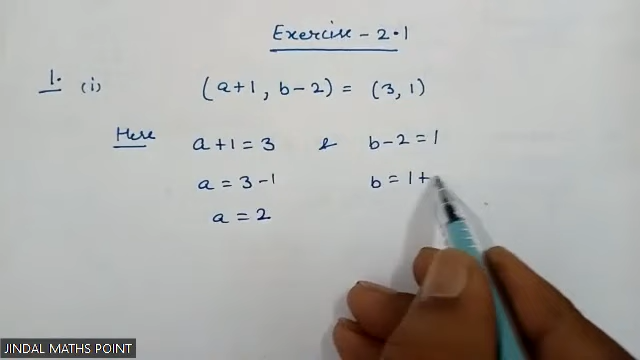 Exercise - 2.1
1. (i) (a+1, b-2) = (3, 1)
Here a+1 = 3 & b-2 = 1
a = 3-1 b = 1+
a = 2
JINDAL MATHS POINT